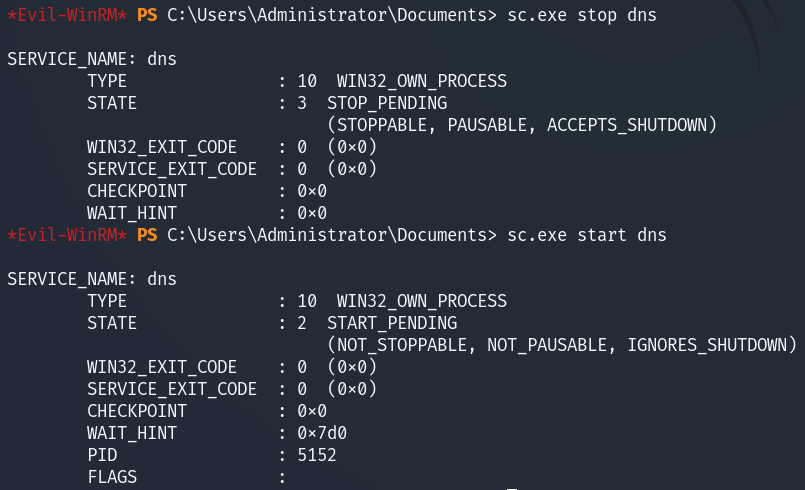 *Evil-WinRM* PS C:\Users\Administrator\Documents> sc.exe stop dns
SERVICE_NAME: dns
        TYPE               : 10  WIN32_OWN_PROCESS
        STATE              : 3  STOP_PENDING
                                (STOPPABLE, PAUSABLE, ACCEPTS_SHUTDOWN)
        WIN32_EXIT_CODE    : 0  (0×0)
        SERVICE_EXIT_CODE  : 0  (0×0)
        CHECKPOINT         : 0×0
        WAIT_HINT          : 0×0
*Evil-WinRM* PS C:\Users\Administrator\Documents> sc.exe start dns
SERVICE_NAME: dns
        TYPE               : 10  WIN32_OWN_PROCESS
        STATE              : 2  START_PENDING
                                (NOT_STOPPABLE, NOT_PAUSABLE, IGNORES_SHUTDOWN)
        WIN32_EXIT_CODE    : 0  (0×0)
        SERVICE_EXIT_CODE  : 0  (0×0)
        CHECKPOINT         : 0×0
        WAIT_HINT          : 0×7d0
        PID                : 5152
        FLAGS              :